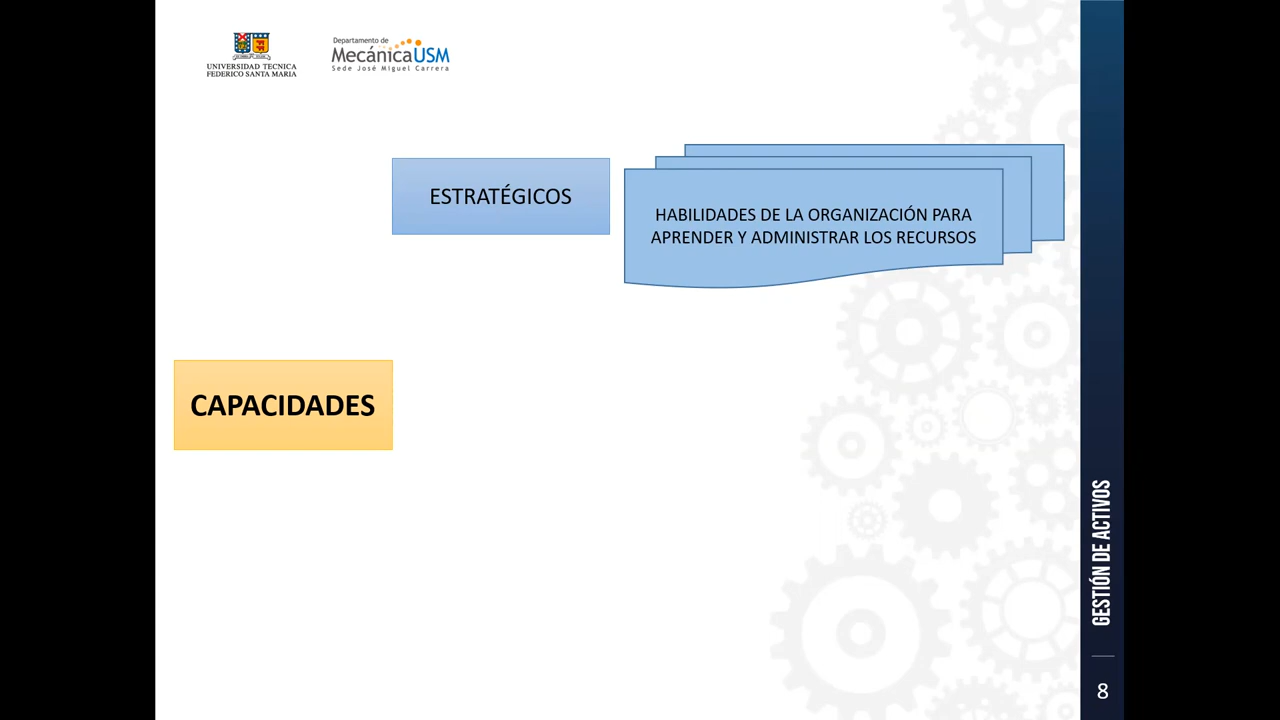 UNIVERSIDAD TECNICA
FEDERICO SANTA MARIA
Departamento de
MecánicaUSM
Sede José Miguel Carrera
ESTRATÉGICOS
HABILIDADES DE LA ORGANIZACIÓN PARA
APRENDER Y ADMINISTRAR LOS RECURSOS
CAPACIDADES
GESTIÓN DE ACTIVOS
8